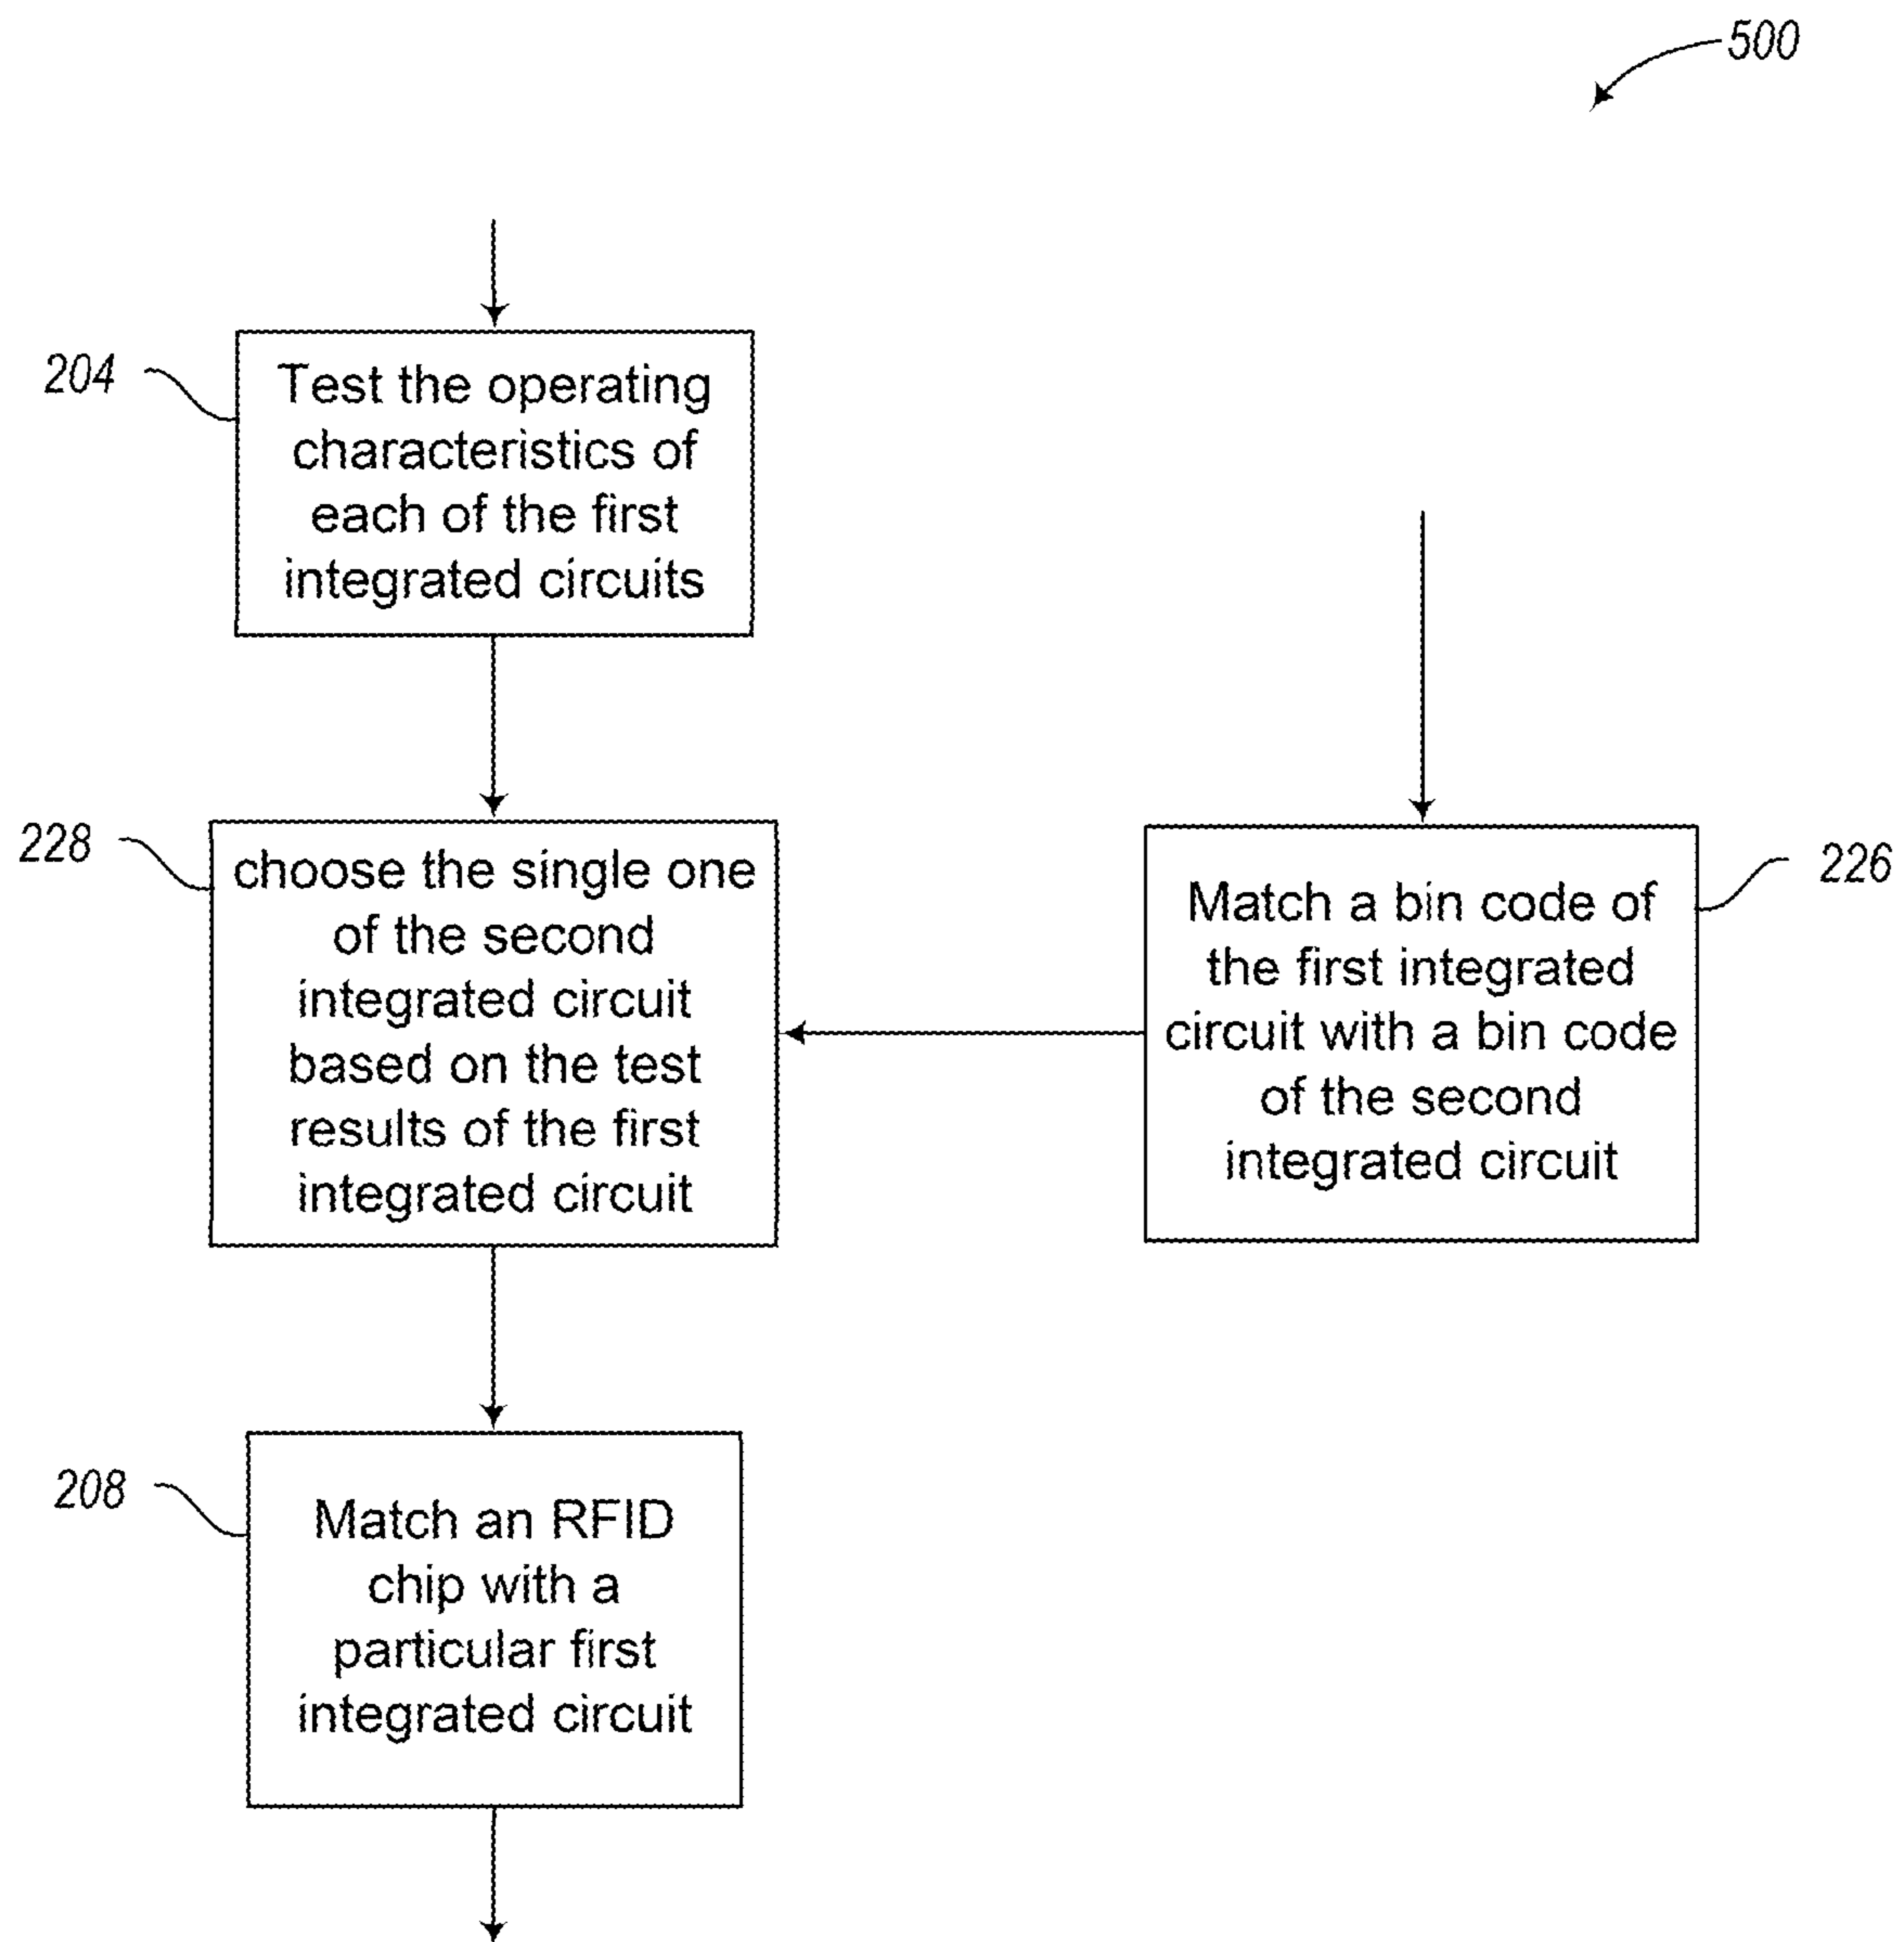 500
204
Test the operating
characteristics of
each of the first
integrated circuits
228
choose the single one
of the second
integrated circuit
based on the test
results of the first
integrated circuit
226
Match a bin code of
the first integrated
circuit with a bin code
of the second
integrated circuit
208
Match an RFID
chip with a
particular first
integrated circuit